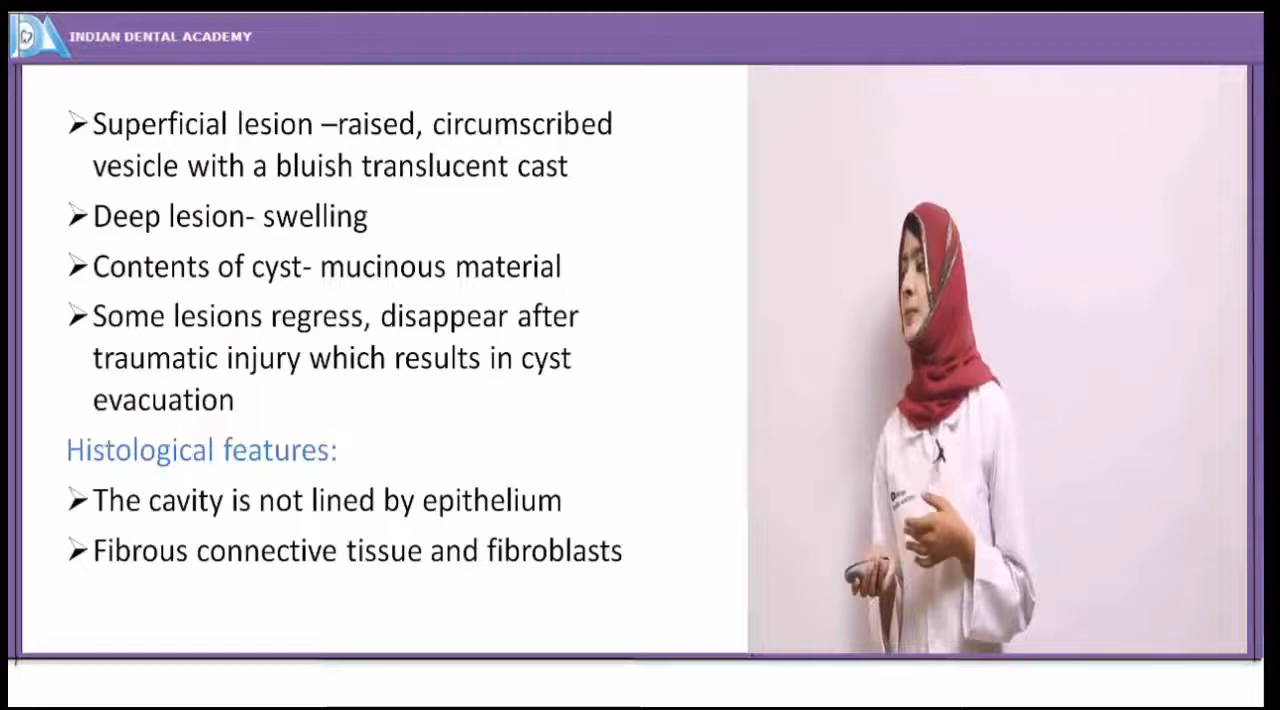 INDIAN DENTAL ACADEMY
➢Superficial lesion –raised, circumscribed
vesicle with a bluish translucent cast
➢Deep lesion- swelling
➢Contents of cyst- mucinous material
➢Some lesions regress, disappear after
traumatic injury which results in cyst
evacuation
Histological features:
➢The cavity is not lined by epithelium
➢Fibrous connective tissue and fibroblasts